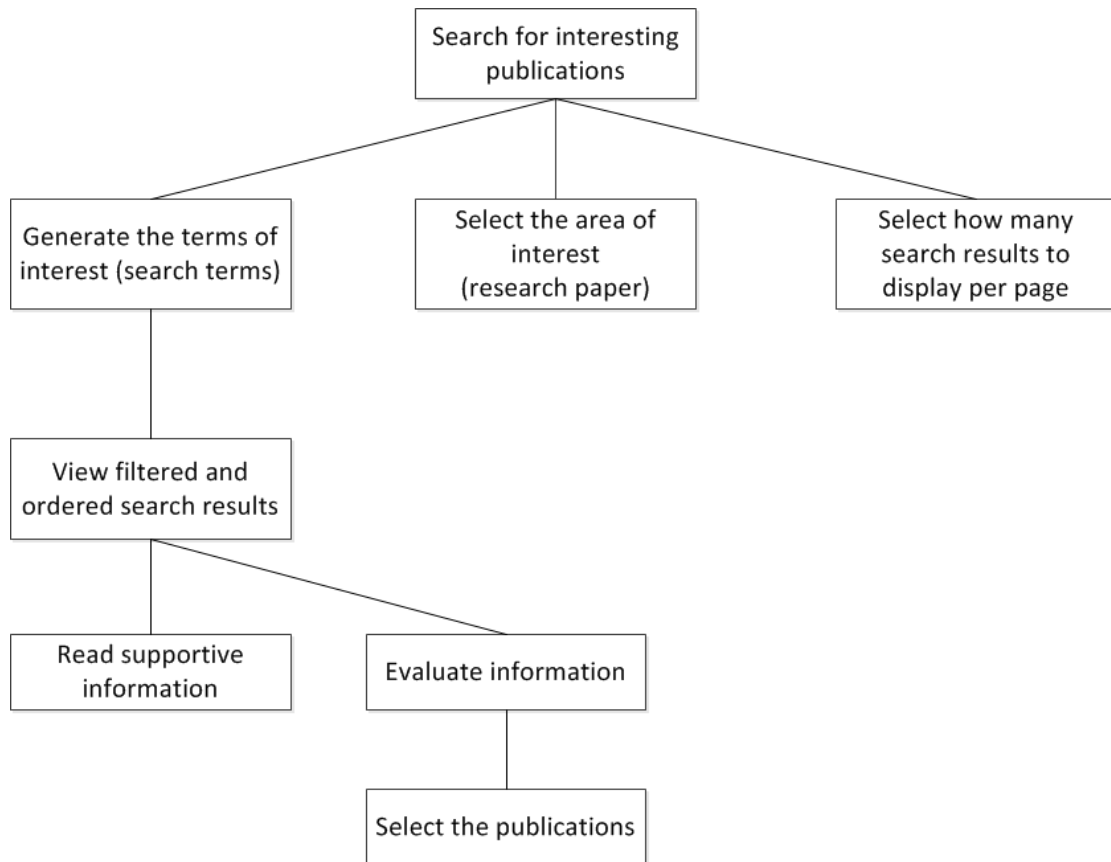 Search for interesting
publications
Generate the terms of
interest (search terms)
Select the area of
interest
(research paper)
Select how many
search results to
display per page
View filtered and
ordered search results
Read supportive
information
Evaluate information
Select the publications